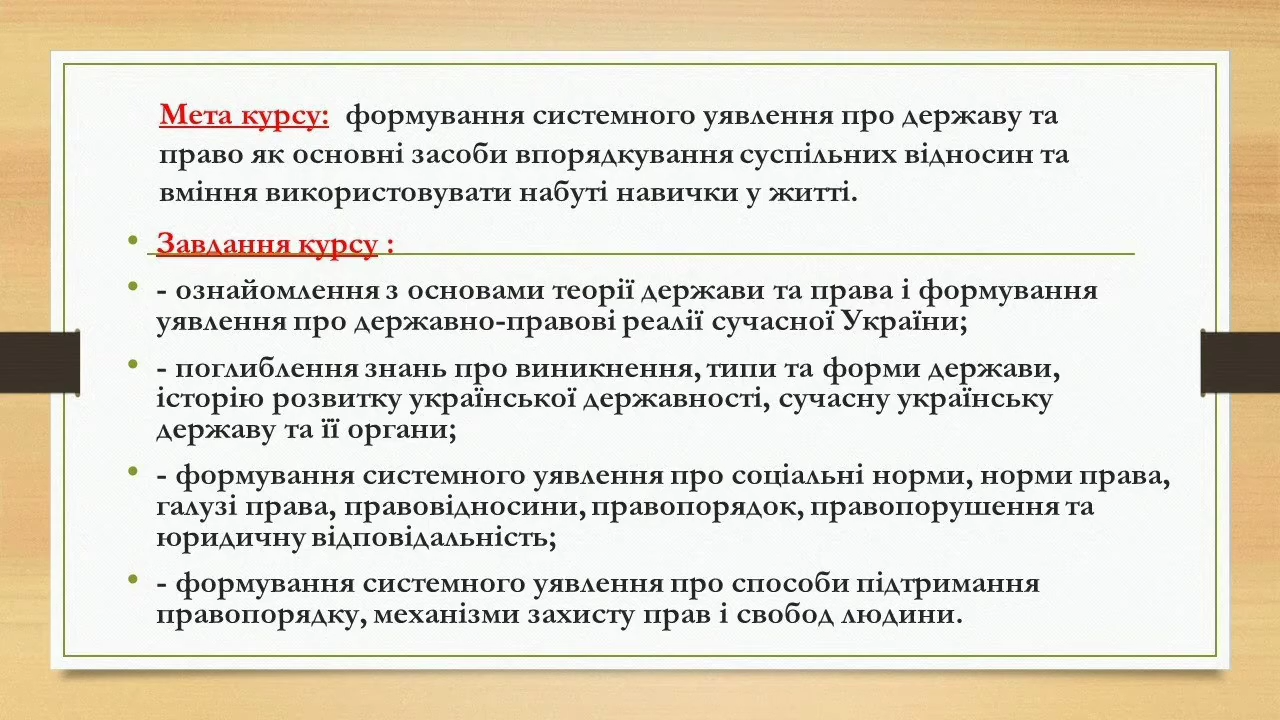 Мета курсу: формування системного уявлення про державу та
право як основні засоби впорядкування суспільних відносин та
вміння використовувати набуті навички у житті.
• Завдання курсу :
• - ознайомлення з основами теорії держави та права і формування
уявлення про державно-правові реалії сучасної України;
• - поглиблення знань про виникнення, типи та форми держави,
історію розвитку української державності, сучасну українську
державу та її органи;
• - формування системного уявлення про соціальні норми, норми права,
галузі права, правовідносини, правопорядок, правопорушення та
юридичну відповідальність;
• - формування системного уявлення про способи підтримання
правопорядку, механізми захисту прав і свобод людини.